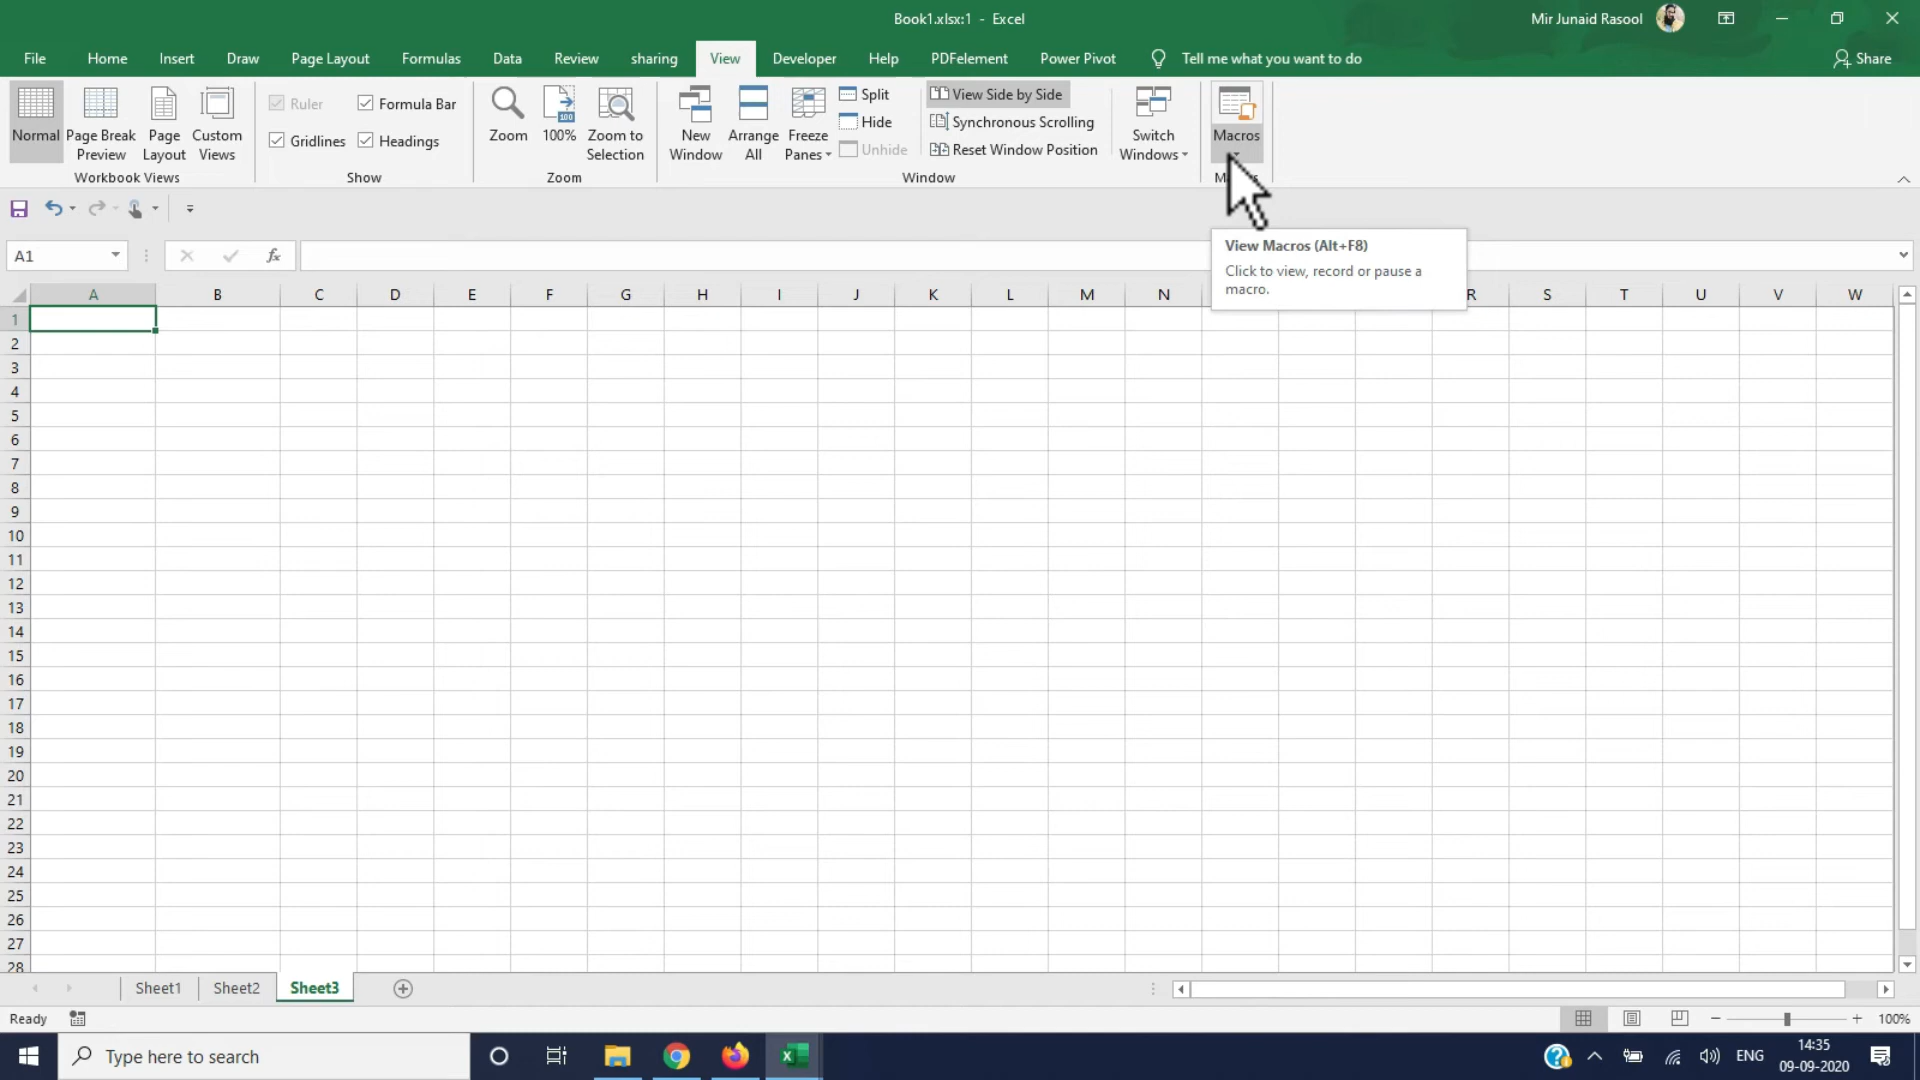 Book1.xlsx:1 - Excel
Mir Junaid Rasool
File Home Insert Draw Page Layout Formulas Data Review sharing View Developer Help PDFelement Power Pivot Tell me what you want to do Share
Normal
Page Break Preview
Page Layout
Custom Views
Workbook Views
Ruler
Formula Bar
Gridlines
Headings
Show
Zoom
100
100%
Zoom to Selection
Zoom
New Window
Arrange All
Freeze Panes
Split
Hide
Unhide
View Side by Side
Synchronous Scrolling
Reset Window Position
Switch Windows
Window
Macros
A1
fx
View Macros (Alt+F8)
Click to view, record or pause a
macro.
A B C D E F G H I J K L M N R S T U V W
1
2
3
4
5
6
7
8
9
10
11
12
13
14
15
16
17
18
19
20
21
22
23
24
25
26
27
28
Sheet1 Sheet2 Sheet3
Ready
100%
Type here to search
ENG
14:35
09-09-2020